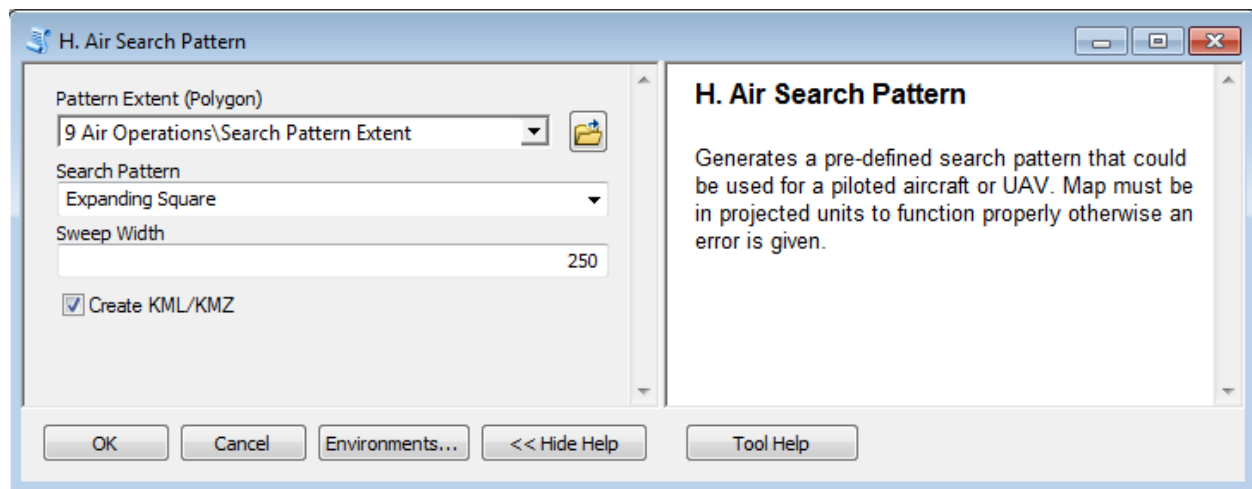 H. Air Search Pattern
Pattern Extent (Polygon)
9 Air Operations\Search Pattern Extent
Search Pattern
Expanding Square
Sweep Width
250
Create KML/KMZ
H. Air Search Pattern
Generates a pre-defined search pattern that could
be used for a piloted aircraft or UAV. Map must be
in projected units to function properly otherwise an
error is given.
OK Cancel Environments... << Hide Help Tool Help